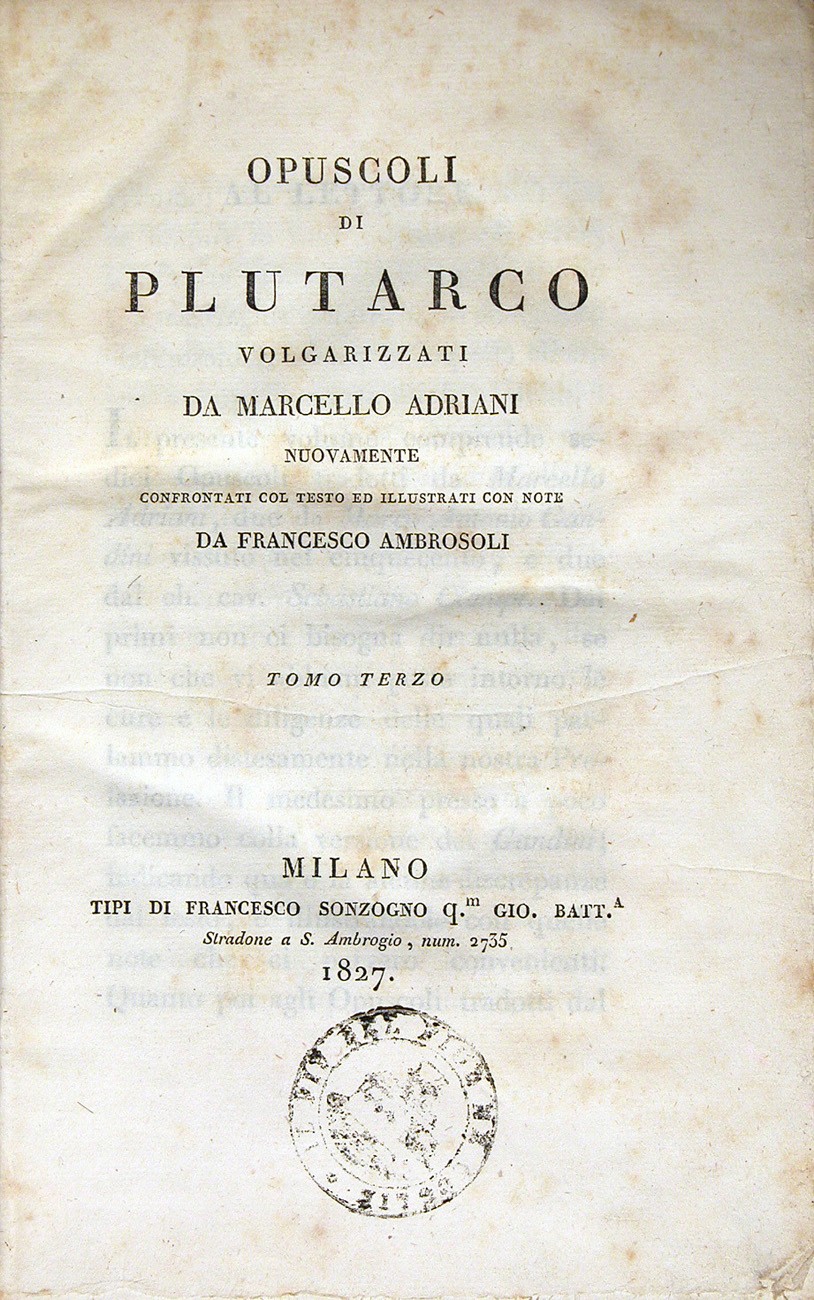 OPUSCOLI
DI
PLUTARCO
VOLGARIZZATI
DA MARCELLO ADRIANI
NUOVAMENTE
CONFRONTATI COL TESTO ED ILLUSTRATI CON NOTE
DA FRANCESCO AMBROSOLI
TOMO TERZO
MILANO
TIPI DI FRANCESCO SONZOGNO q.m GIO. BATT.A
Stradone a S. Ambrogio, num. 2735.
1827.